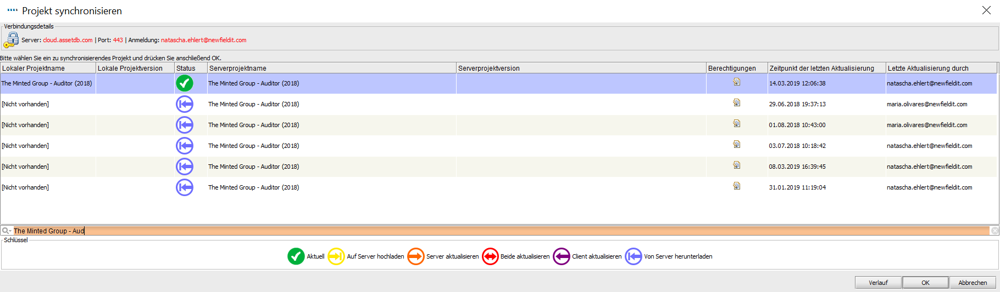 Projekt synchronisieren
Verbindungsdetails
Server: cloud.assetdb.com | Port: 443 | Anmeldung: natascha.ehlert@newfieldit.com
Bitte wählen Sie ein zu synchronisierendes Projekt und drücken Sie anschließend OK.
Lokaler Projektname Lokale Projektversion Status Serverprojektname Serverprojektversion Berechtigungen Zeitpunkt der letzten Aktualisierung Letzte Aktualisierung durch
The Minted Group - Auditor (2018) The Minted Group - Auditor (2018) 14.03.2019 12:06:38 natascha.ehlert@newfieldit.com
[Nicht vorhanden] The Minted Group - Auditor (2018) 29.06.2018 19:37:13 maria.olivares@newfieldit.com
[Nicht vorhanden] The Minted Group - Auditor (2018) 01.08.2018 10:43:00 maria.olivares@newfieldit.com
[Nicht vorhanden] The Minted Group - Auditor (2018) 03.07.2018 10:18:42 natascha.ehlert@newfieldit.com
[Nicht vorhanden] The Minted Group - Auditor (2018) 08.03.2019 16:39:45 natascha.ehlert@newfieldit.com
[Nicht vorhanden] The Minted Group - Auditor (2018) 31.01.2019 11:19:04 natascha.ehlert@newfieldit.com
The Minted Group - Aud
Schlüssel
Aktuell Auf Server hochladen Server aktualisieren Beide aktualisieren Client aktualisieren Von Server herunterladen
Verlauf OK Abbrechen